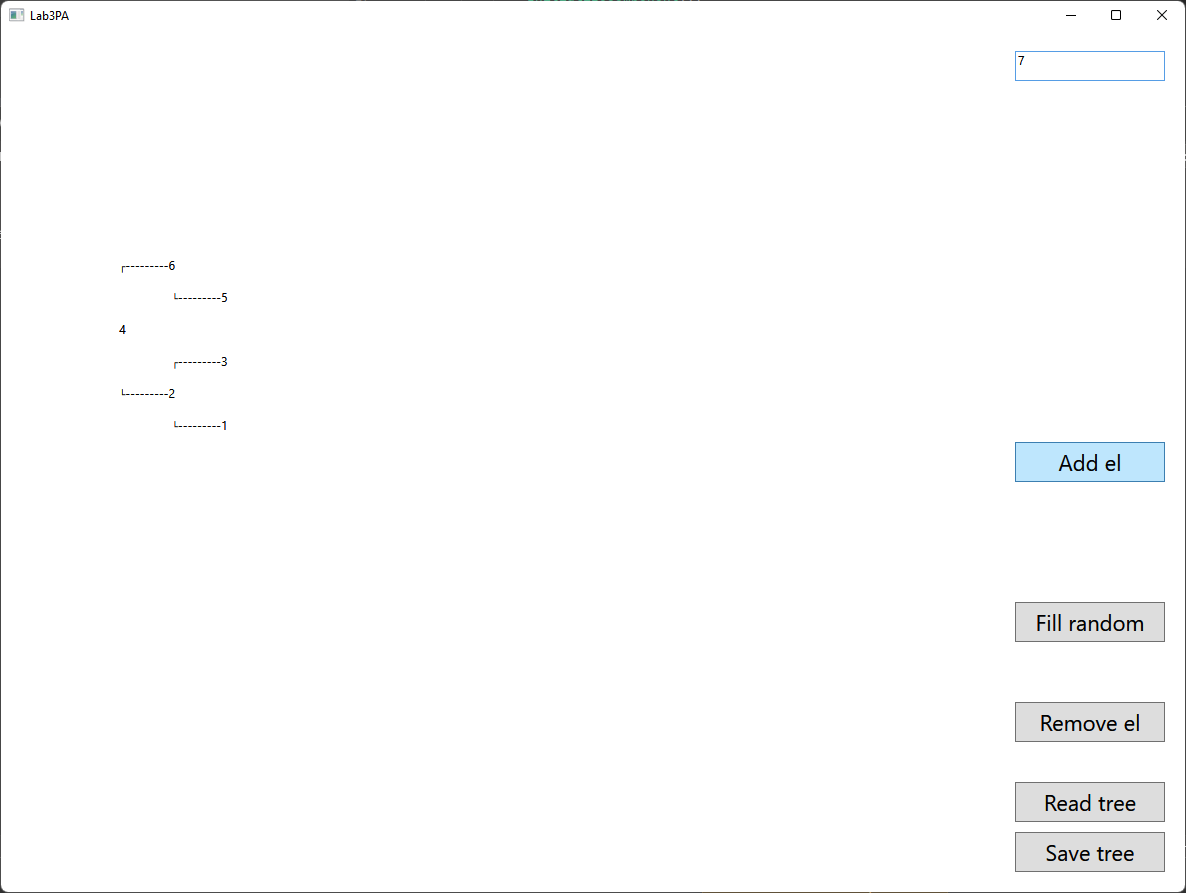 Lab3PA
7
┌---------6
└---------5
4
┌---------3
└---------2
└---------1
Add el
Fill random
Remove el
Read tree
Save tree